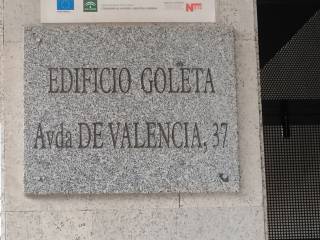 EDIFICIO GOLETA
Avda DE VALENCIA, 37